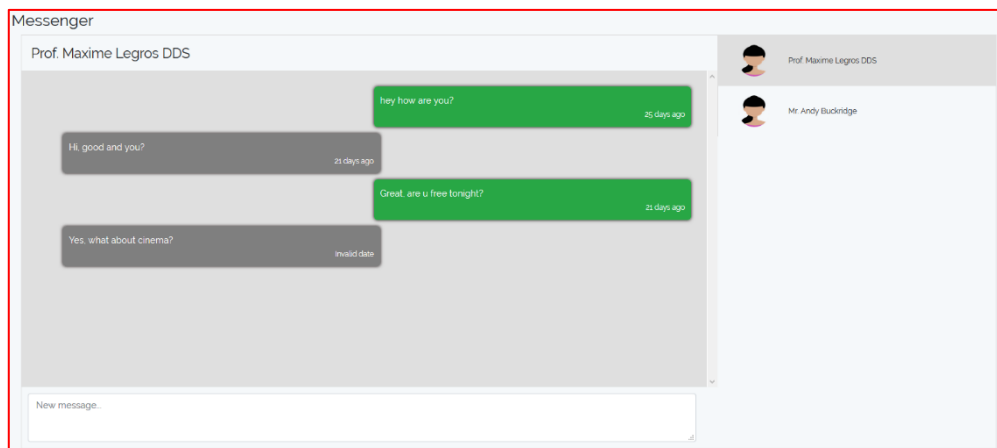 Messenger
Prof. Maxime Legros DDS
hey how are you?
25 days ago
Hi, good and you?
21 days ago
Great, are u free tonight?
21 days ago
Yes, what about cinema?
Invalid date
New message..
Prof. Maxime Legros DDS
Mr. Andy Buckridge